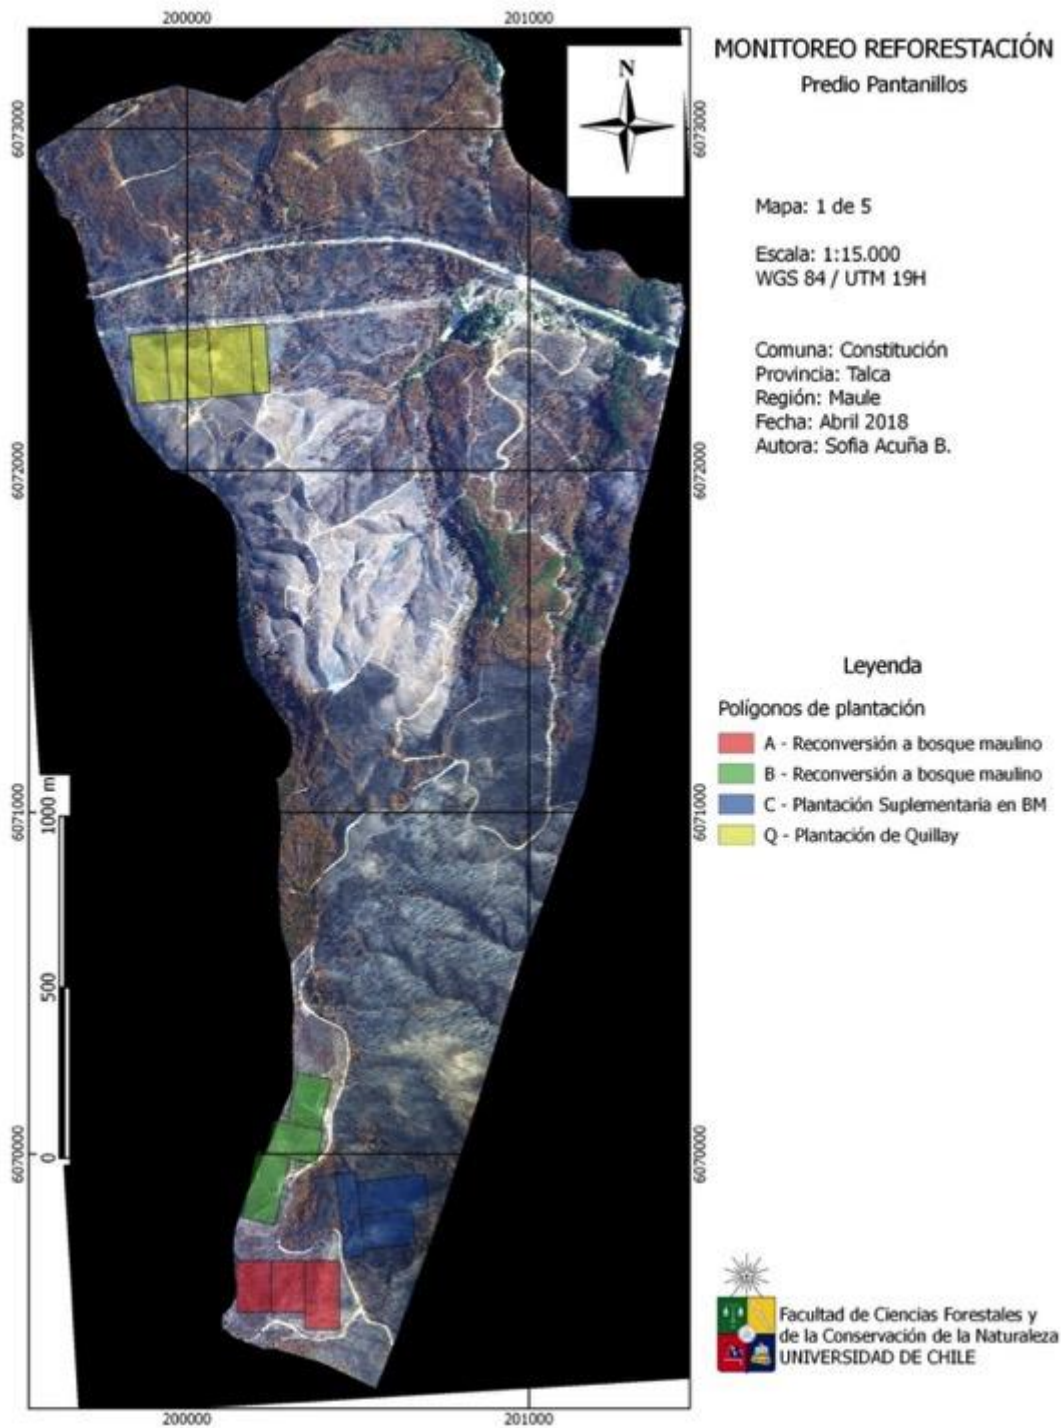 200000
201000
MONITOREO REFORESTACIÓN
Predio Pantanillos
N
6073000
6073000
Mapa: 1 de 5
Escala: 1:15.000
WGS 84 / UTM 19H
Comuna: Constitución
Provincia: Talca
Región: Maule
Fecha: Abril 2018
Autora: Sofia Acuña B.
6072000
6072000
Leyenda
Polígonos de plantación
A - Reconversión a bosque maulino
B - Reconversión a bosque maulino
C - Plantación Suplementaria en BM
Q - Plantación de Quillay
6071000
1000 m
6071000
500
6070000
0
6070000
Facultad de Ciencias Forestales y
de la Conservación de la Naturaleza
UNIVERSIDAD DE CHILE
200000
201000